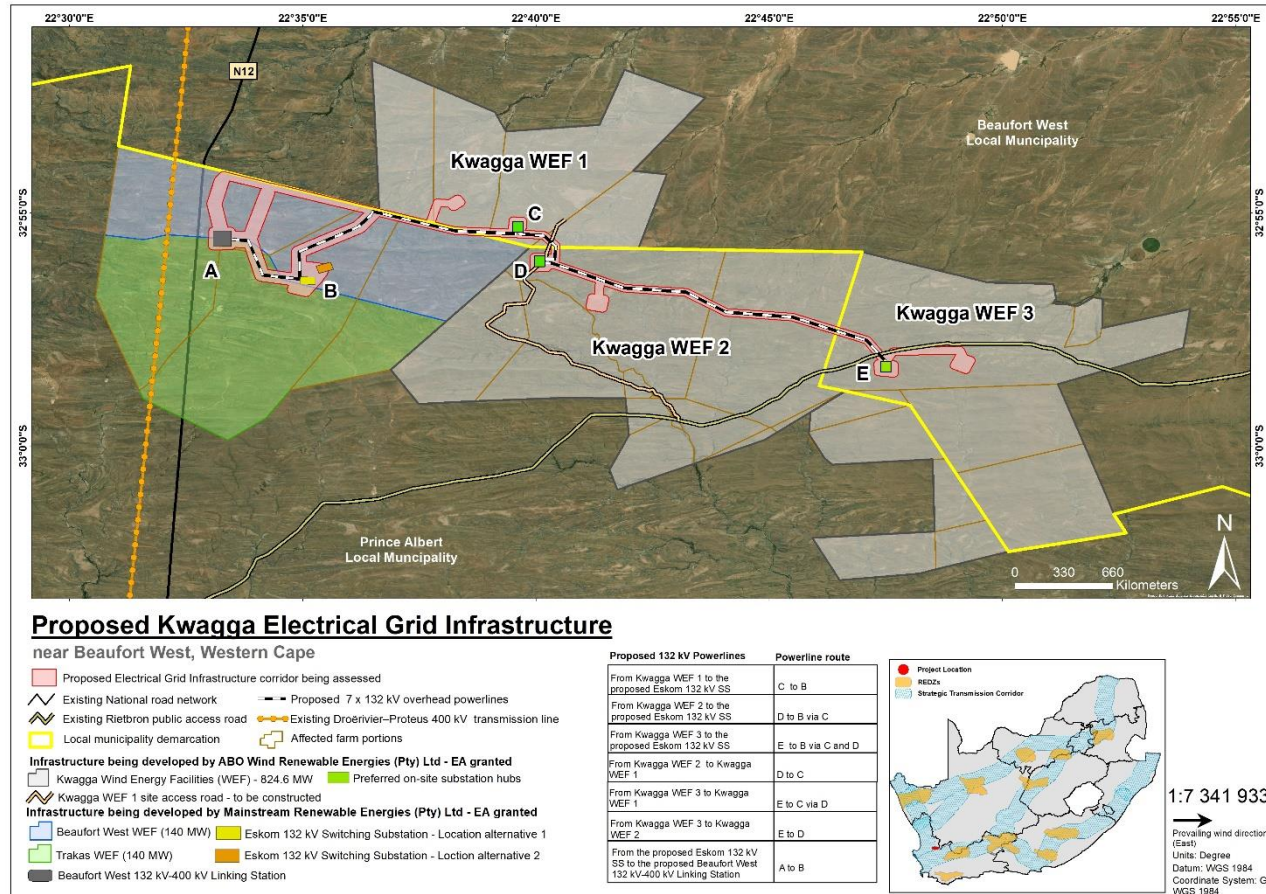 22°30'0"E
22°35'0"E
22°40'0"E
22°45'0"E
22°50'0"E
22°55'0"E
N12
Beaufort West
Local Muncipality
Kwagga WEF 1
32°55'0"S
32°55'0"S
C
A
D
B
Kwagga WEF 3
Kwagga WEF 2
E
33°0'0"S
33°0'0"S
Prince Albert
Local Muncipality
N
0 330 660
Kilometers
Proposed Kwagga Electrical Grid Infrastructure
near Beaufort West, Western Cape
Proposed Electrical Grid Infrastructure corridor being assessed
Existing National road network
Proposed 7 x 132 kV overhead powerlines
Existing Rietbron public access road
Existing Droërivier–Proteus 400 kV transmission line
Local municipality demarcation
Affected farm portions
Infrastructure being developed by ABO Wind Renewable Energies (Pty) Ltd - EA granted
Kwagga Wind Energy Facilities (WEF) - 824.6 MW
Preferred on-site substation hubs
Kwagga WEF 1 site access road - to be constructed
Infrastructure being developed by Mainstream Renewable Energies (Pty) Ltd - EA granted
Beaufort West WEF (140 MW)
Eskom 132 kV Switching Substation - Location alternative 1
Trakas WEF (140 MW)
Eskom 132 kV Switching Substation - Loction alternative 2
Beaufort West 132 kV-400 kV Linking Station
Proposed 132 kV Powerlines
Powerline route
From Kwagga WEF 1 to the
proposed Eskom 132 kV SS
C to B
From Kwagga WEF 2 to the
proposed Eskom 132 kV SS
D to B via C
From Kwagga WEF 3 to the
proposed Eskom 132 kV SS
E to B via C and D
From Kwagga WEF 2 to Kwagga
WEF 1
D to C
From Kwagga WEF 3 to Kwagga
WEF 1
E to C via D
From Kwagga WEF 3 to Kwagga
WEF 2
E to D
From the proposed Eskom 132 kV
SS to the proposed Beaufort West
132 kV-400 kV Linking Station
A to B
Project Location
REDZs
Strategic Transmission Corridor
1:7 341 933
Prevailing wind direction
(East)
Units: Degree
Datum: WGS 1984
Coordinate System: G
WGS 1984